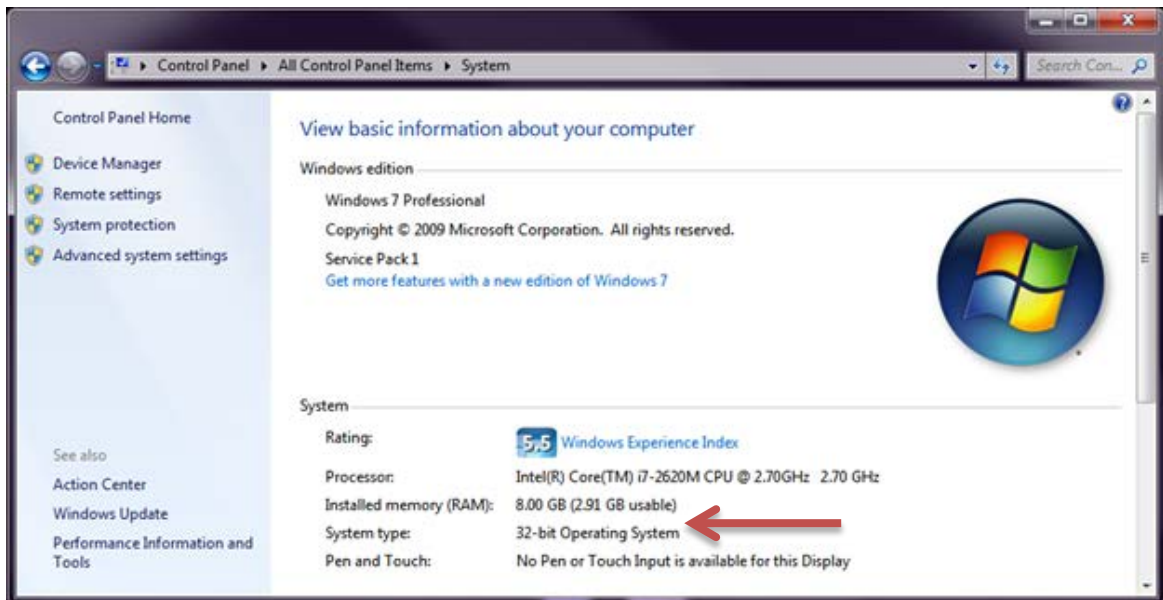 Control Panel ▸ All Control Panel Items ▸ System
Search Con...
Control Panel Home
Device Manager
Remote settings
System protection
Advanced system settings
See also
Action Center
Windows Update
Performance Information and
Tools
View basic information about your computer
Windows edition
Windows 7 Professional
Copyright © 2009 Microsoft Corporation. All rights reserved.
Service Pack 1
Get more features with a new edition of Windows 7
System
Rating: 5,5 Windows Experience Index
Processor: Intel(R) Core(TM) i7-2620M CPU @ 2.70GHz 2.70 GHz
Installed memory (RAM): 8.00 GB (2.91 GB usable)
System type: 32-bit Operating System
Pen and Touch: No Pen or Touch Input is available for this Display